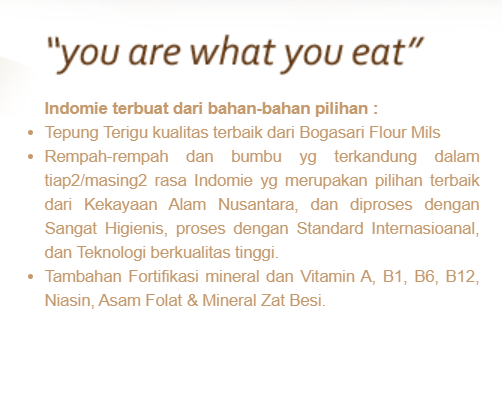 "you are what you eat"
Indomie terbuat dari bahan-bahan pilihan :
• Tepung Terigu kualitas terbaik dari Bogasari Flour Mils
• Rempah-rempah dan bumbu yg terkandung dalam
tiap2/masing2 rasa Indomie yg merupakan pilihan terbaik
dari Kekayaan Alam Nusantara, dan diproses dengan
Sangat Higienis, proses dengan Standard Internasioanal,
dan Teknologi berkualitas tinggi.
• Tambahan Fortifikasi mineral dan Vitamin A, B1, B6, B12,
Niasin, Asam Folat & Mineral Zat Besi.